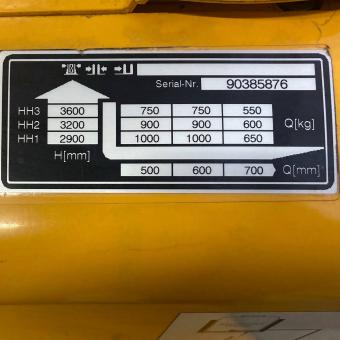 Serial-Nr. 90385876
HH3 3600 750 750 550
HH2 3200 900 900 600 Q[kg]
HH1 2900 1000 1000 650
H[mm]
500 600 700 Q[mm]